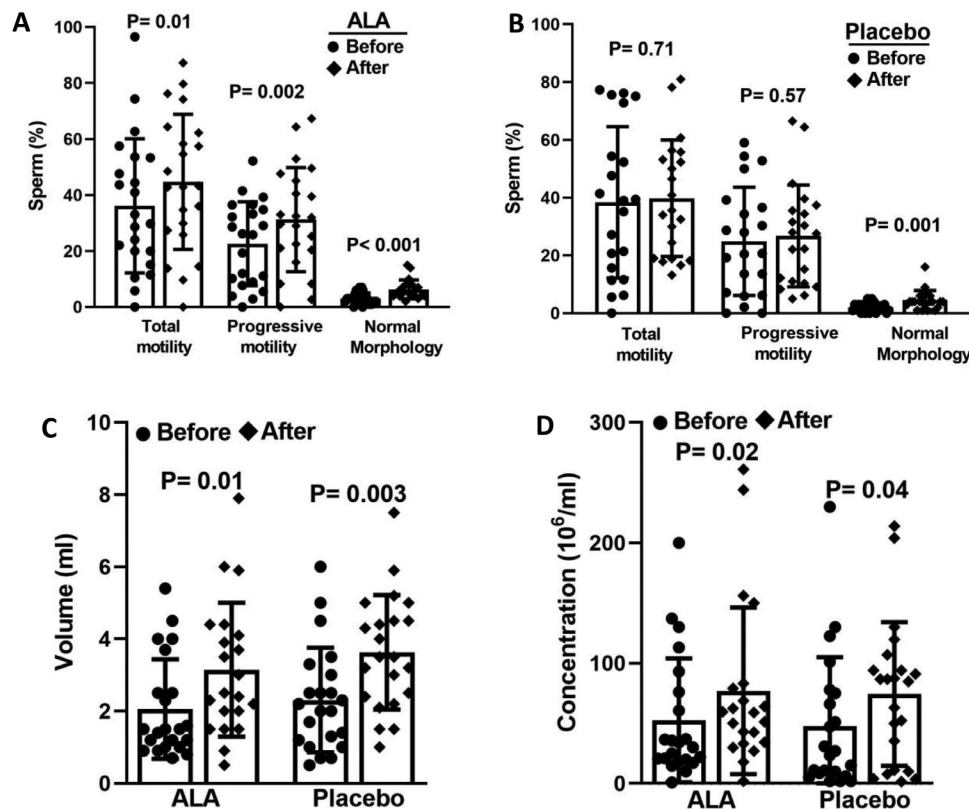 A
P= 0.01
ALA
Before
After
P= 0.002
P< 0.001
Sperm (%)
100
80
60
40
20
0
Total motility
Progressive motility
Normal Morphology
B
P= 0.71
Placebo
Before
After
P= 0.57
P= 0.001
Sperm (%)
100
80
60
40
20
0
Total motility
Progressive motility
Normal Morphology
C
Before After
P= 0.01
P= 0.003
Volume (ml)
10
8
6
4
2
0
ALA
Placebo
D
Before After
P= 0.02
P= 0.04
Concentration (10⁶/ml)
300
200
100
0
ALA
Placebo